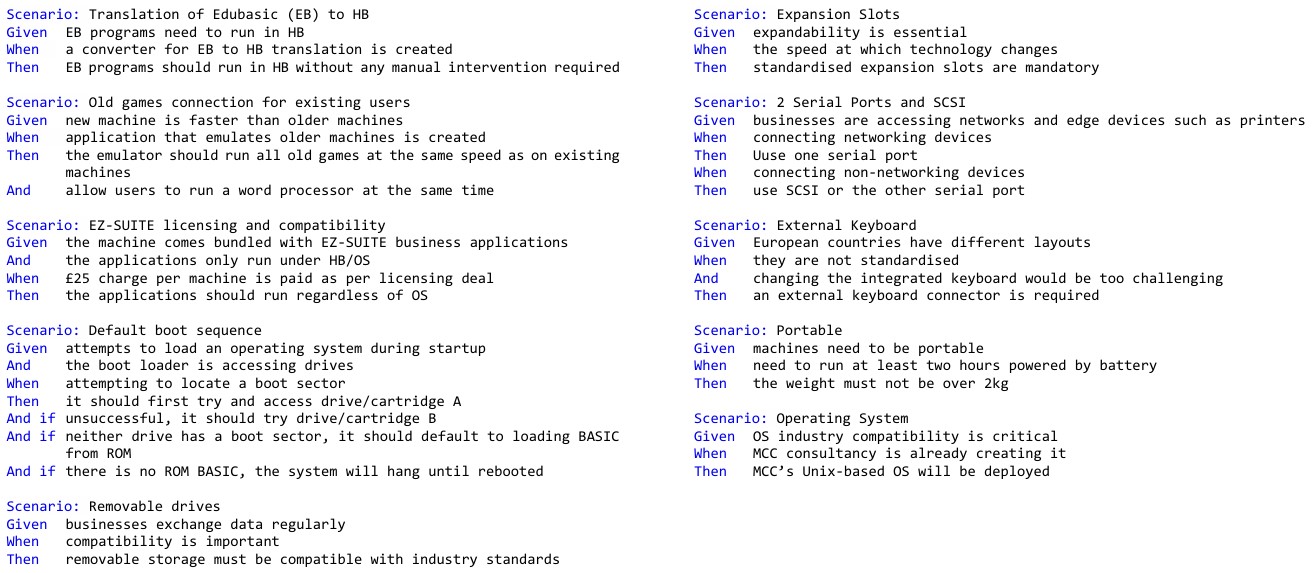 Scenario: Translation of Edubasic (EB) to HB
Given EB programs need to run in HB
When a converter for EB to HB translation is created
Then EB programs should run in HB without any manual intervention required
Scenario: Old games connection for existing users
Given new machine is faster than older machines
When application that emulates older machines is created
Then the emulator should run all old games at the same speed as on existing
machines
And allow users to run a word processor at the same time
Scenario: EZ-SUITE licensing and compatibility
Given the machine comes bundled with EZ-SUITE business applications
And the applications only run under HB/OS
When £25 charge per machine is paid as per licensing deal
Then the applications should run regardless of OS
Scenario: Default boot sequence
Given attempts to load an operating system during startup
And the boot loader is accessing drives
When attempting to locate a boot sector
Then it should first try and access drive/cartridge A
And if unsuccessful, it should try drive/cartridge B
And if neither drive has a boot sector, it should default to loading BASIC
from ROM
And if there is no ROM BASIC, the system will hang until rebooted
Scenario: Removable drives
Given businesses exchange data regularly
When compatibility is important
Then removable storage must be compatible with industry standards
Scenario: Expansion Slots
Given expandability is essential
When the speed at which technology changes
Then standardised expansion slots are mandatory
Scenario: 2 Serial Ports and SCSI
Given businesses are accessing networks and edge devices such as printers
When connecting networking devices
Then Uuse one serial port
When connecting non-networking devices
Then use SCSI or the other serial port
Scenario: External Keyboard
Given European countries have different layouts
When they are not standardised
And changing the integrated keyboard would be too challenging
Then an external keyboard connector is required
Scenario: Portable
Given machines need to be portable
When need to run at least two hours powered by battery
Then the weight must not be over 2kg
Scenario: Operating System
Given OS industry compatibility is critical
When MCC consultancy is already creating it
Then MCC’s Unix-based OS will be deployed